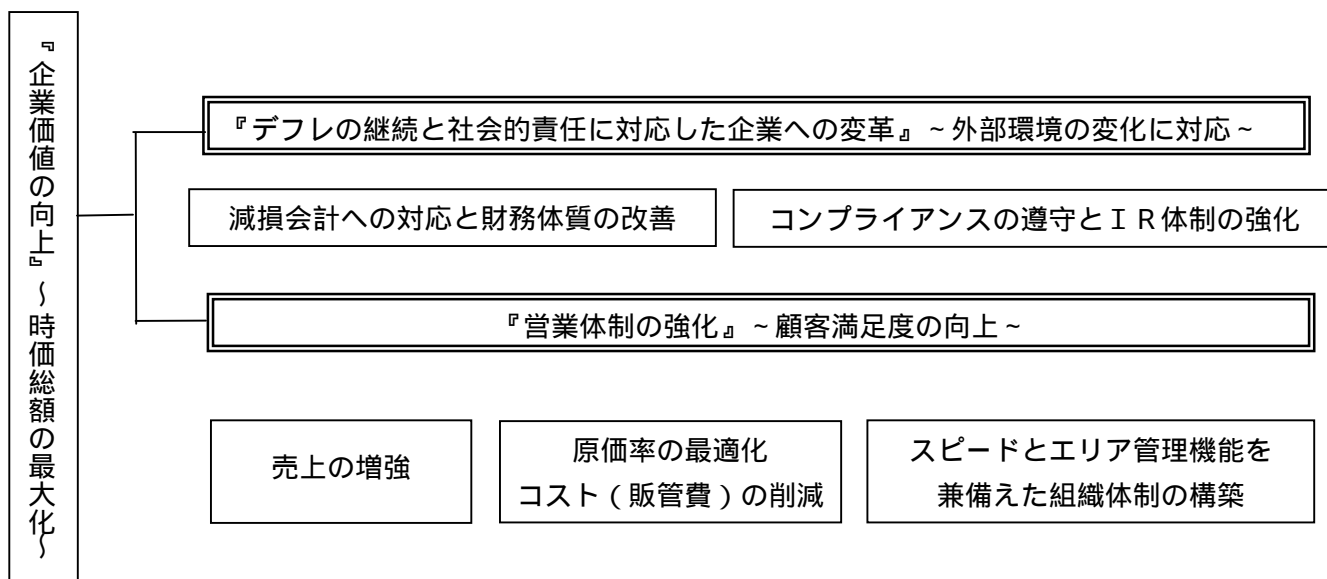 『企業価値の向上』～時価総額の最大化～
『デフレの継続と社会的責任に対応した企業への変革』~外部環境の変化に対応~
減損会計への対応と財務体質の改善
コンプライアンスの遵守とＩＲ体制の強化
『営業体制の強化』~顧客満足度の向上~
売上の増強
原価率の最適化
コスト（販管費）の削減
スピードとエリア管理機能を
兼備えた組織体制の構築